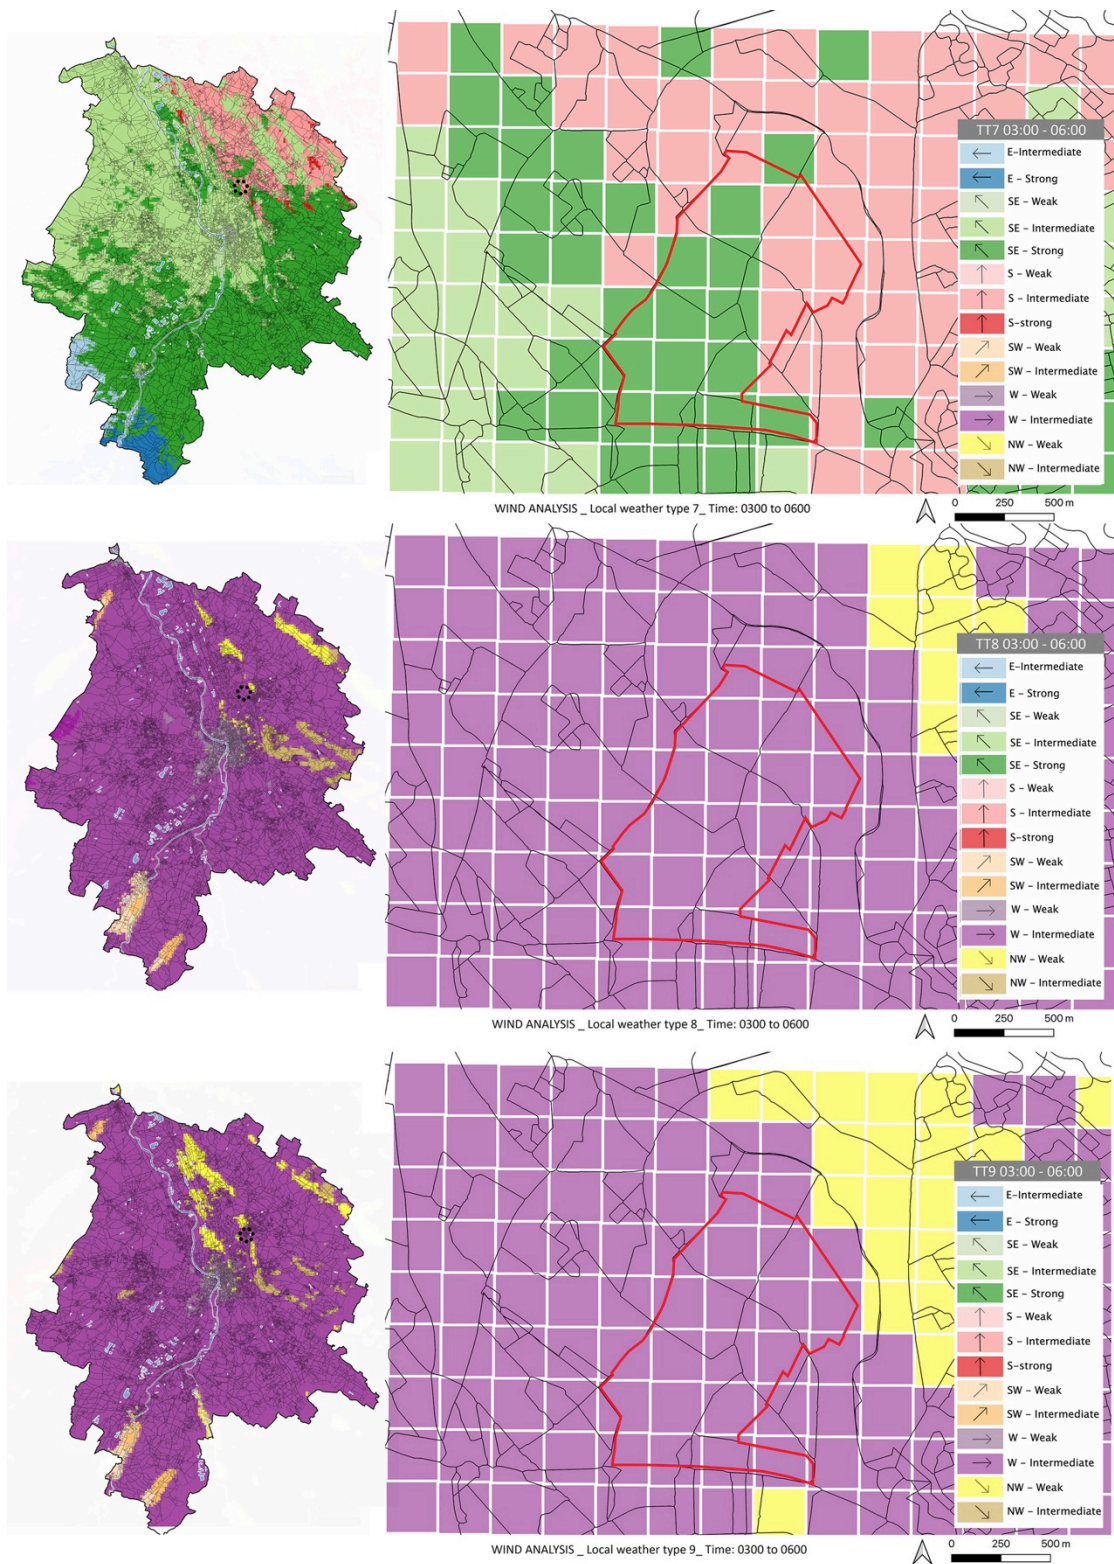 TT7 03:00 - 06:00
E-Intermediate
E - Strong
SE - Weak
SE - Intermediate
SE - Strong
S - Weak
S - Intermediate
S-strong
SW - Weak
SW - Intermediate
W - Weak
W - Intermediate
NW - Weak
NW - Intermediate
WIND ANALYSIS _ Local weather type 7_ Time: 0300 to 0600
0 250 500 m
TT8 03:00 - 06:00
E-Intermediate
E - Strong
SE - Weak
SE - Intermediate
SE - Strong
S - Weak
S - Intermediate
S-strong
SW - Weak
SW - Intermediate
W - Weak
W - Intermediate
NW - Weak
NW - Intermediate
WIND ANALYSIS _ Local weather type 8_ Time: 0300 to 0600
0 250 500 m
TT9 03:00 - 06:00
E-Intermediate
E - Strong
SE - Weak
SE - Intermediate
SE - Strong
S - Weak
S - Intermediate
S-strong
SW - Weak
SW - Intermediate
W - Weak
W - Intermediate
NW - Weak
NW - Intermediate
WIND ANALYSIS _ Local weather type 9_ Time: 0300 to 0600
0 250 500 m